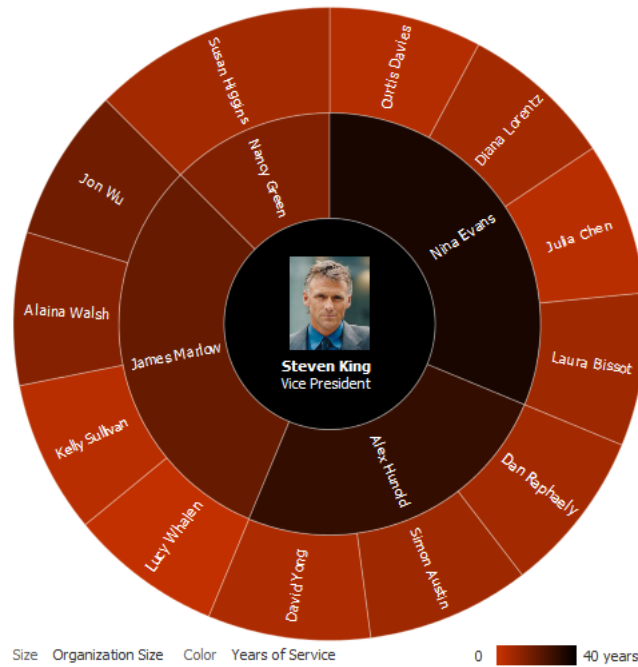 Susan Higgins
Curtis Davies
Diana Lorentz
Julia Chen
Laura Bissot
Dan Raphaely
Simon Austin
David Yong
Lucy Whalen
Kelly Sullivan
Alaina Walsh
Jon Wu
Nancy Green
Nina Evans
Alex Hunold
James Marlow
Steven King
Vice President
Size Organization Size Color Years of Service 0 40 years